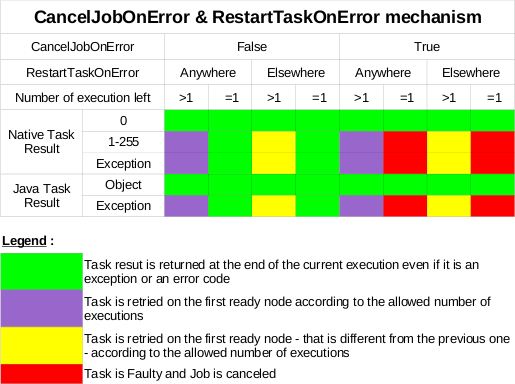 CancelJobOnError & RestartTaskOnError mechanism
CancelJobOnError False True
RestartTaskOnError Anywhere Elsewhere Anywhere Elsewhere
Number of execution left >1 =1 >1 =1 >1 =1 >1 =1
Native Task
Result
0
1-255
Exception
Java Task
Result
Object
Exception
Legend :
Task resut is returned at the end of the current execution even if it is an
exception or an error code
Task is retried on the first ready node according to the allowed number of
executions
Task is retried on the first ready node - that is different from the previous one
- according to the allowed number of executions
Task is Faulty and Job is canceled